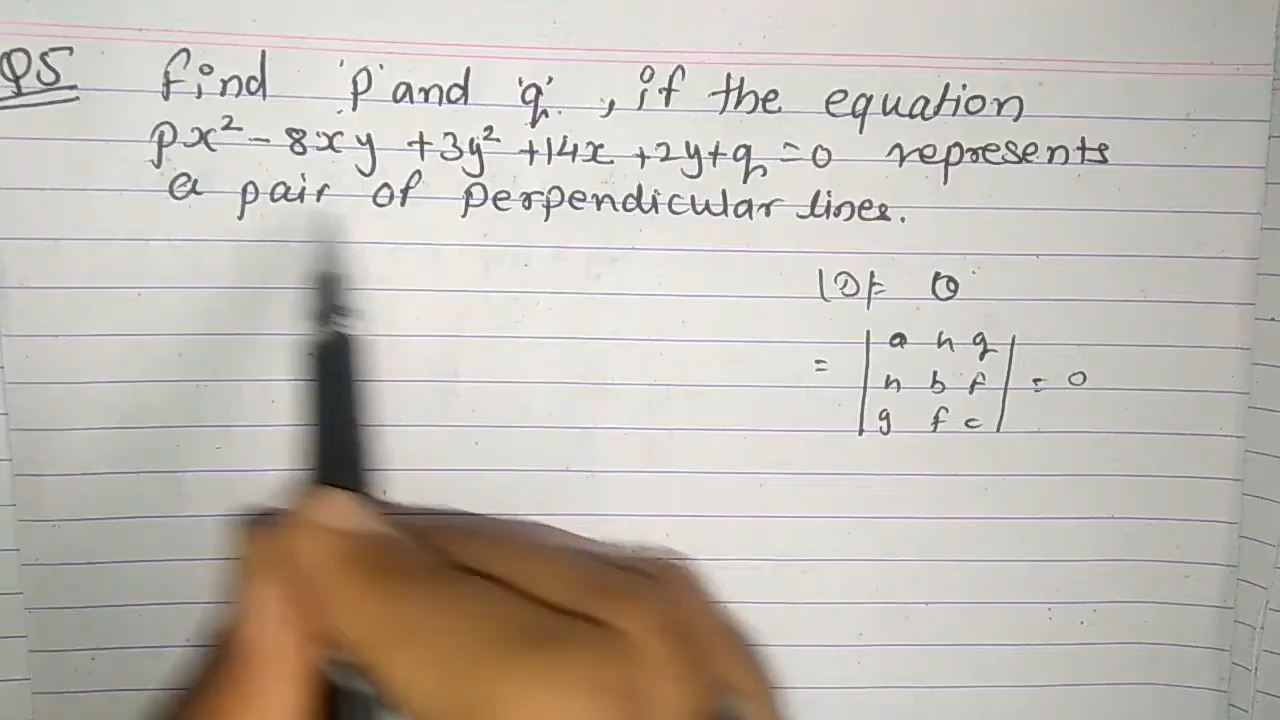 Q5 find 'p' and 'q', if the equation
px² - 8xy + 3y² + 14x + 2y + q = 0 represents
a pair of perpendicular lines.
|D| = 0
= | a h g |
| h b f | = 0
| g f c |